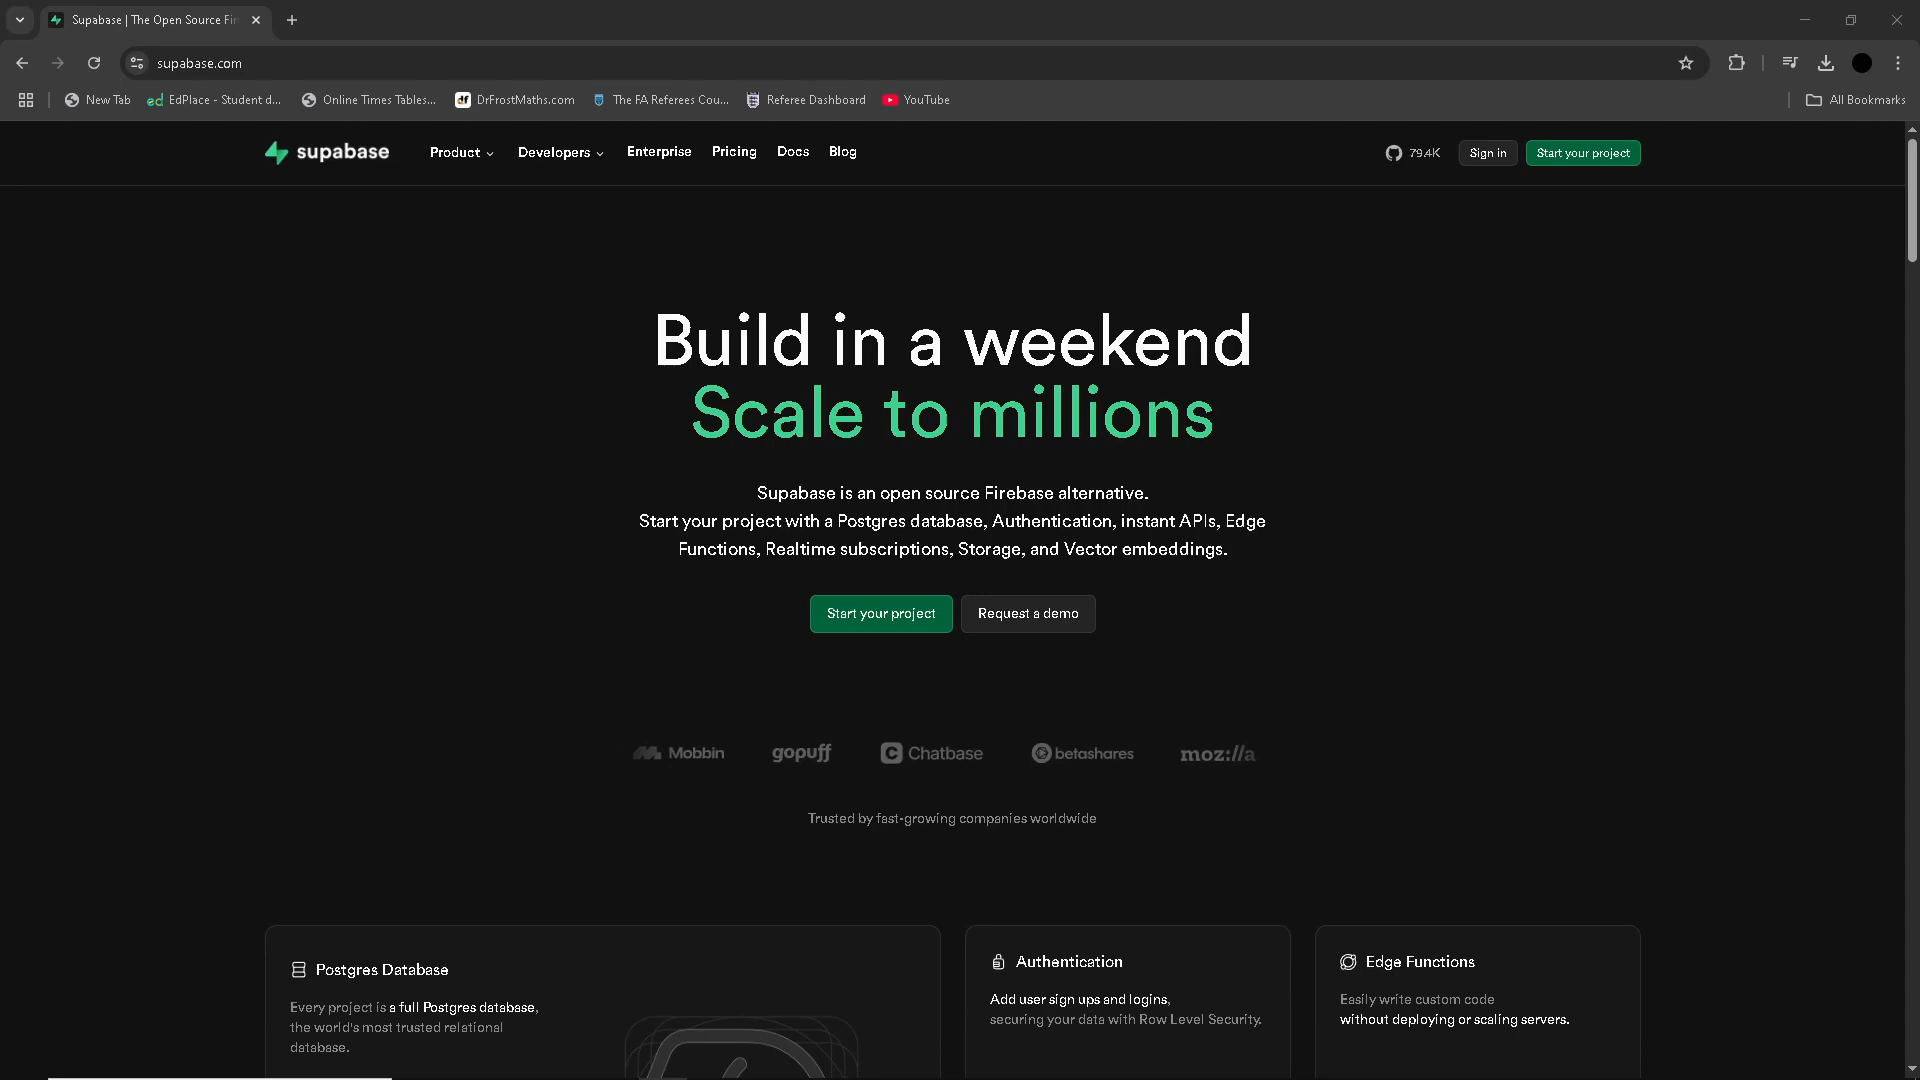 Supabase | The Open Source Fir
supabase.com
New Tab
EdPlace - Student d...
Online Times Tables...
DrFrostMaths.com
The FA Referees Cou...
Referee Dashboard
YouTube
All Bookmarks
supabase
Product
Developers
Enterprise
Pricing
Docs
Blog
79.4K
Sign in
Start your project
Build in a weekend
Scale to millions
Supabase is an open source Firebase alternative.
Start your project with a Postgres database, Authentication, instant APIs, Edge
Functions, Realtime subscriptions, Storage, and Vector embeddings.
Start your project
Request a demo
Mobbin
gopuff
Chatbase
betashares
moz://a
Trusted by fast-growing companies worldwide
Postgres Database
Every project is a full Postgres database,
the world's most trusted relational
database.
Authentication
Add user sign ups and logins,
securing your data with Row Level Security.
Edge Functions
Easily write custom code
without deploying or scaling servers.